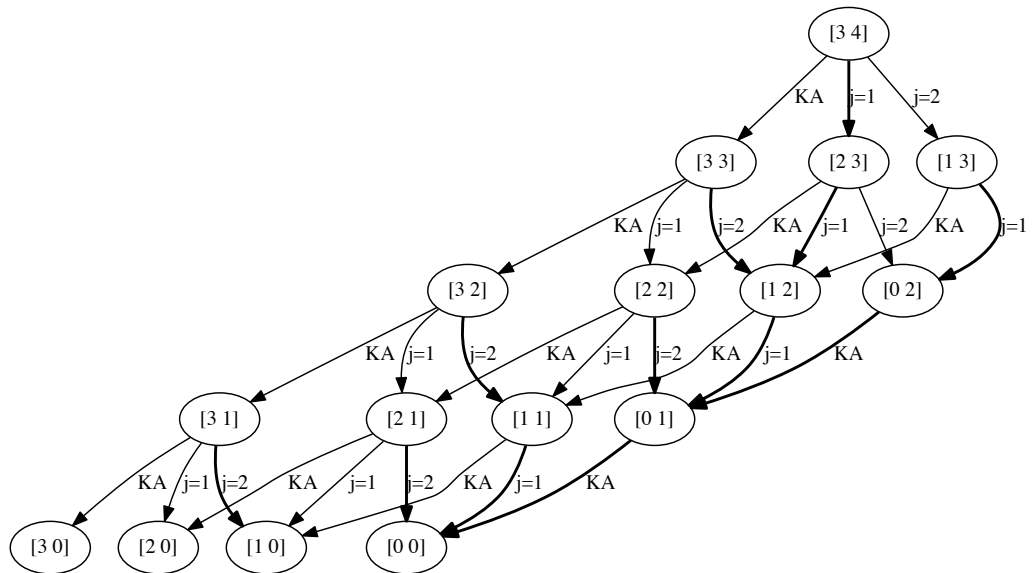 [3 4]
KA
j=1
j=2
[3 3]
[2 3]
[1 3]
KA
j=1
j=2
KA
j=1
j=2
KA
j=1
[3 2]
[2 2]
[1 2]
[0 2]
KA
j=1
j=2
KA
j=1
j=2
KA
j=1
KA
[3 1]
[2 1]
[1 1]
[0 1]
KA
j=1
j=2
KA
j=1
j=2
KA
j=1
KA
[3 0]
[2 0]
[1 0]
[0 0]